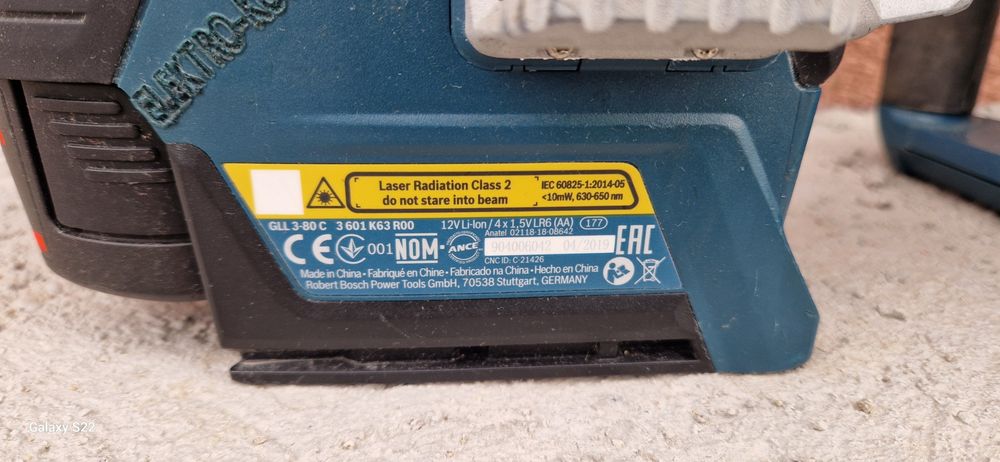 ELEKTRO-
Laser Radiation Class 2
do not stare into beam
IEC 60825-1:2014-05
<10mW, 630-650 nm
GLL 3-80 C 3 601 K63 R00 12V Li-Ion / 4 x 1,5V LR6 (AA) 177
Anatel 02118-18-08642
CE 001 NOM- ANCE 904006042 04/2019 EAC
CNC ID: C-21426
Made in China · Fabriqué en Chine · Fabricado na China · Hecho en China
Robert Bosch Power Tools GmbH, 70538 Stuttgart, GERMANY
Galaxy S22